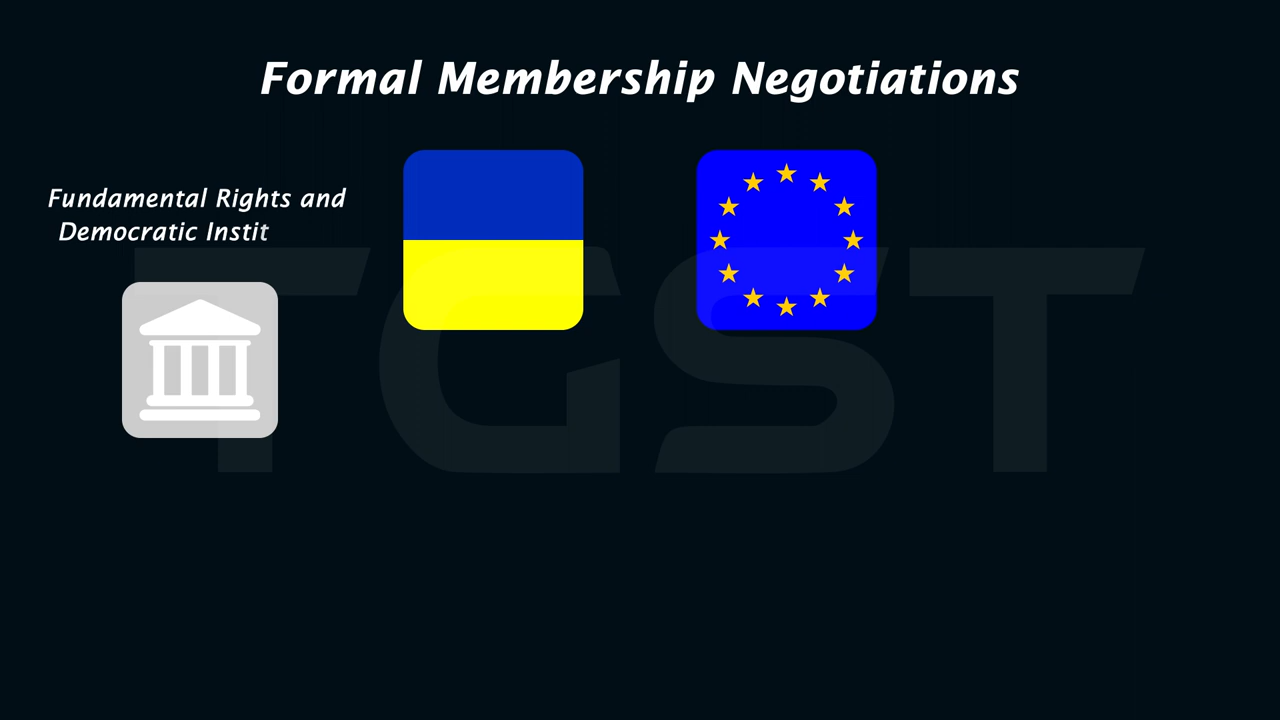 Formal Membership Negotiations
Fundamental Rights and
Democratic Instit
TGST